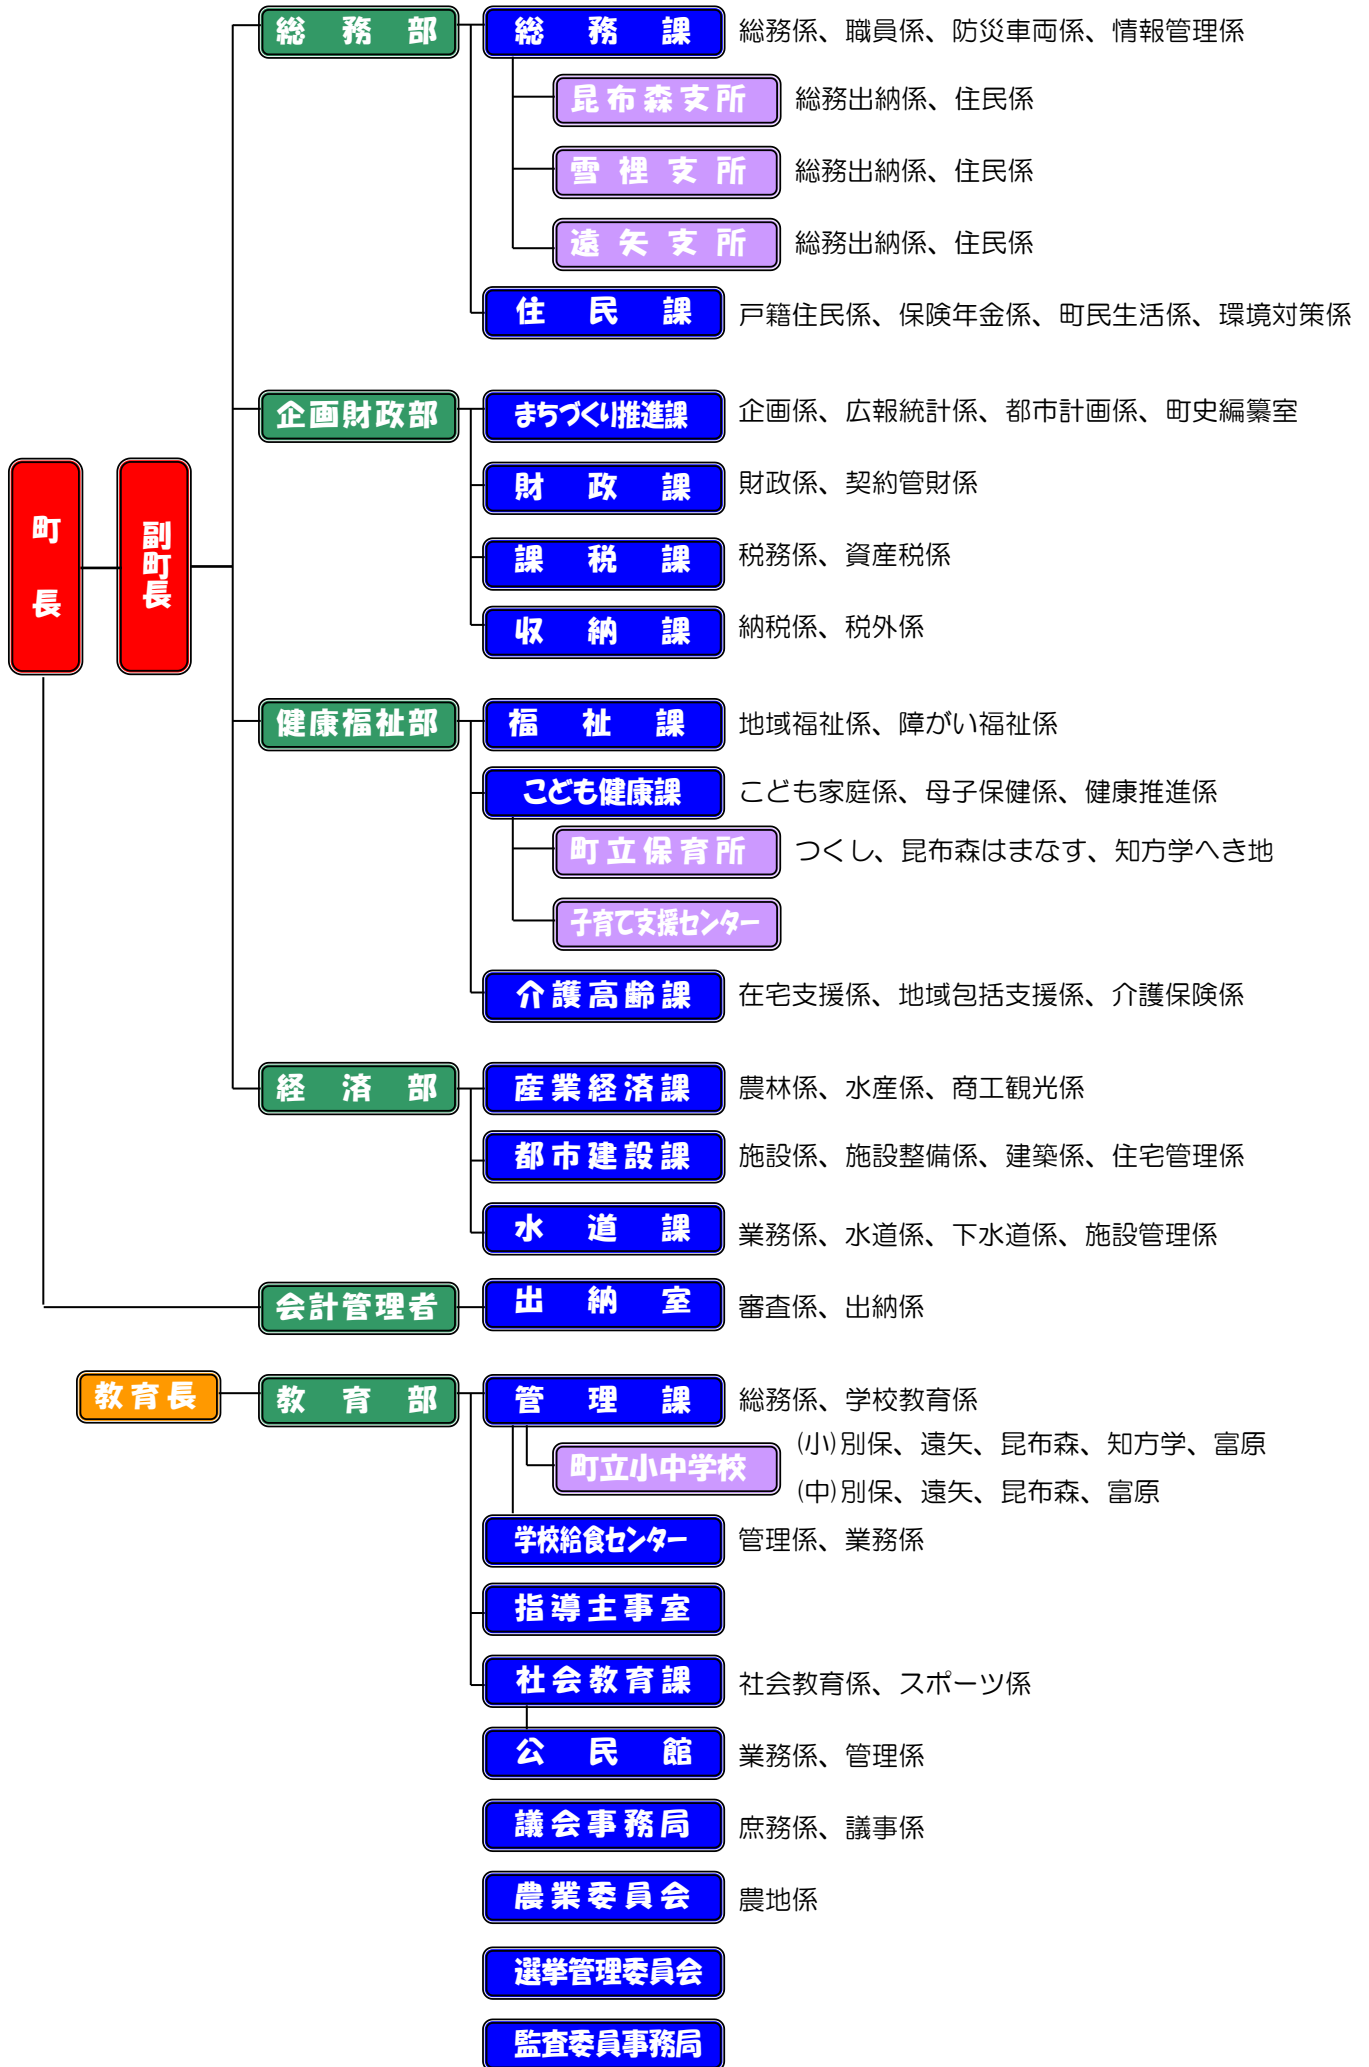 総務部 総務課 総務係、職員係、防災車両係、情報管理係
昆布森支所 総務出納係、住民係
雪裡支所 総務出納係、住民係
遠矢支所 総務出納係、住民係
住民課 戸籍住民係、保険年金係、町民生活係、環境対策係
企画財政部 まちづくり推進課 企画係、広報統計係、都市計画係、町史編纂室
財政課 財政係、契約管財係
町長
副町長
課税課 税務係、資産税係
収納課 納税係、税外係
健康福祉部 福祉課 地域福祉係、障がい福祉係
こども健康課 こども家庭係、母子保健係、健康推進係
町立保育所 つくし、昆布森はまなす、知方学へき地
子育て支援センター
介護高齢課 在宅支援係、地域包括支援係、介護保険係
経済部 産業経済課 農林係、水産係、商工観光係
都市建設課 施設係、施設整備係、建築係、住宅管理係
水道課 業務係、水道係、下水道係、施設管理係
会計管理者 出納室 審査係、出納係
教育長 教育部 管理課 総務係、学校教育係
町立小中学校 (小)別保、遠矢、昆布森、知方学、富原
(中)別保、遠矢、昆布森、富原
学校給食センター 管理係、業務係
指導主事室
社会教育課 社会教育係、スポーツ係
公民館 業務係、管理係
議会事務局 庶務係、議事係
農業委員会 農地係
選挙管理委員会
監査委員事務局